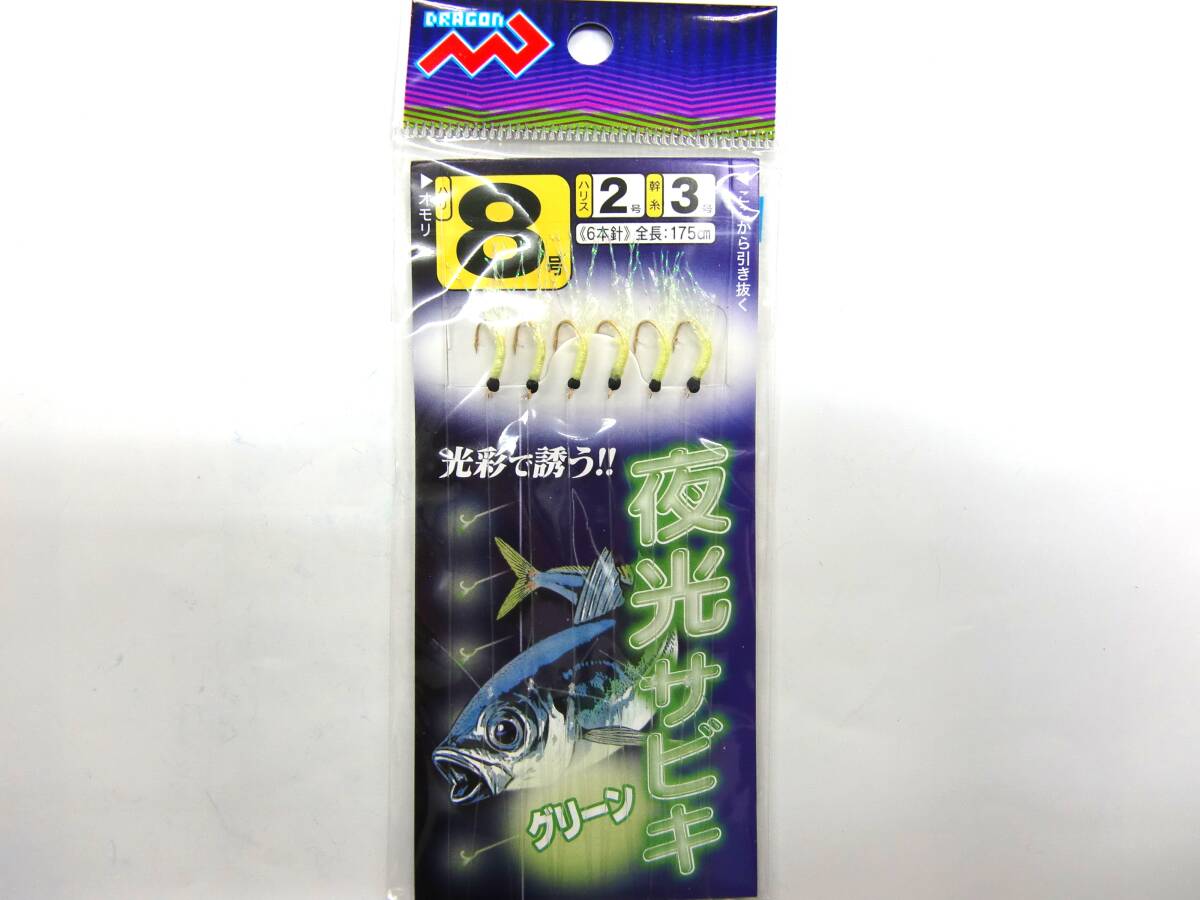 DRAGON
▶オモリ
ハリ
8号
ハリス 2号
幹糸 3号
《6本針》全長:175cm
◀ここから引き抜く
光彩で誘う!!
夜光サビキ
グリーン